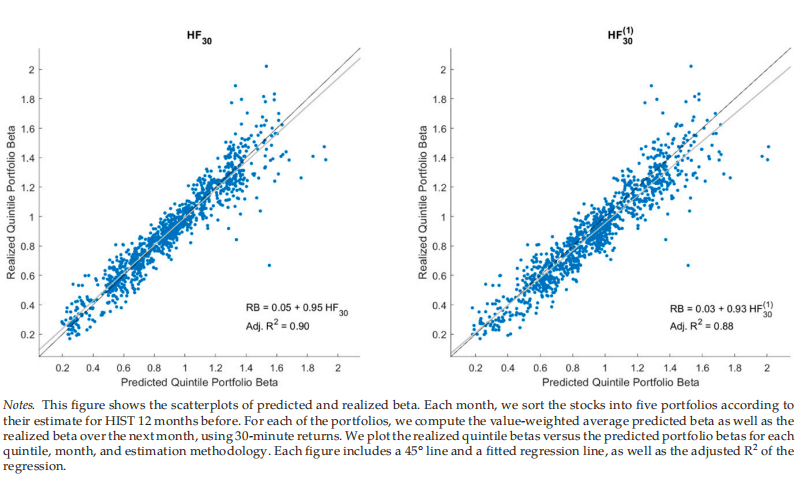 HF30
HF30(1)
2
1.8
1.6
1.4
1.2
1
0.8
0.6
0.4
0.2
Realized Quintile Portfolio Beta
RB = 0.05 + 0.95 HF30
Adj. R2 = 0.90
0.2 0.4 0.6 0.8 1 1.2 1.4 1.6 1.8 2
Predicted Quintile Portfolio Beta
2
1.8
1.6
1.4
1.2
1
0.8
0.6
0.4
0.2
Realized Quintile Portfolio Beta
RB = 0.03 + 0.93 HF30(1)
Adj. R2 = 0.88
0.2 0.4 0.6 0.8 1 1.2 1.4 1.6 1.8 2
Predicted Quintile Portfolio Beta
Notes. This figure shows the scatterplots of predicted and realized beta. Each month, we sort the stocks into five portfolios according to
their estimate for HIST 12 months before. For each of the portfolios, we compute the value-weighted average predicted beta as well as the
realized beta over the next month, using 30-minute returns. We plot the realized quintile betas versus the predicted portfolio betas for each
quintile, month, and estimation methodology. Each figure includes a 45° line and a fitted regression line, as well as the adjusted R2 of the
regression.